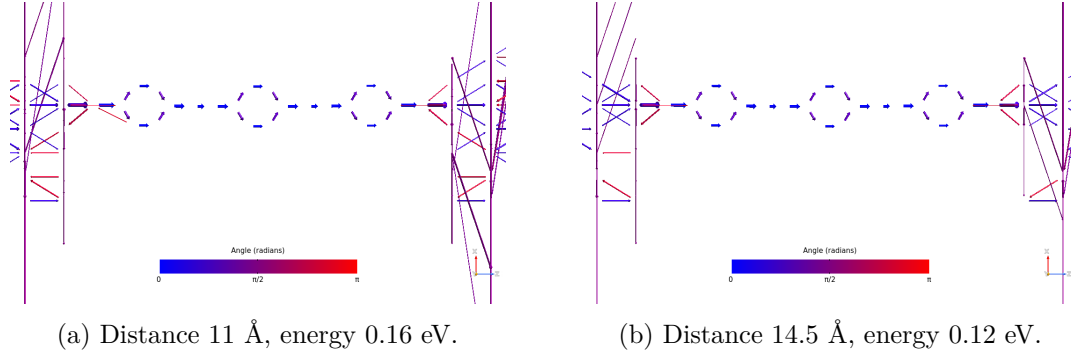 Angle (radians)
0 π/2 π
X
Y Z
(a) Distance 11 Å, energy 0.16 eV.
Angle (radians)
0 π/2 π
X
Y Z
(b) Distance 14.5 Å, energy 0.12 eV.